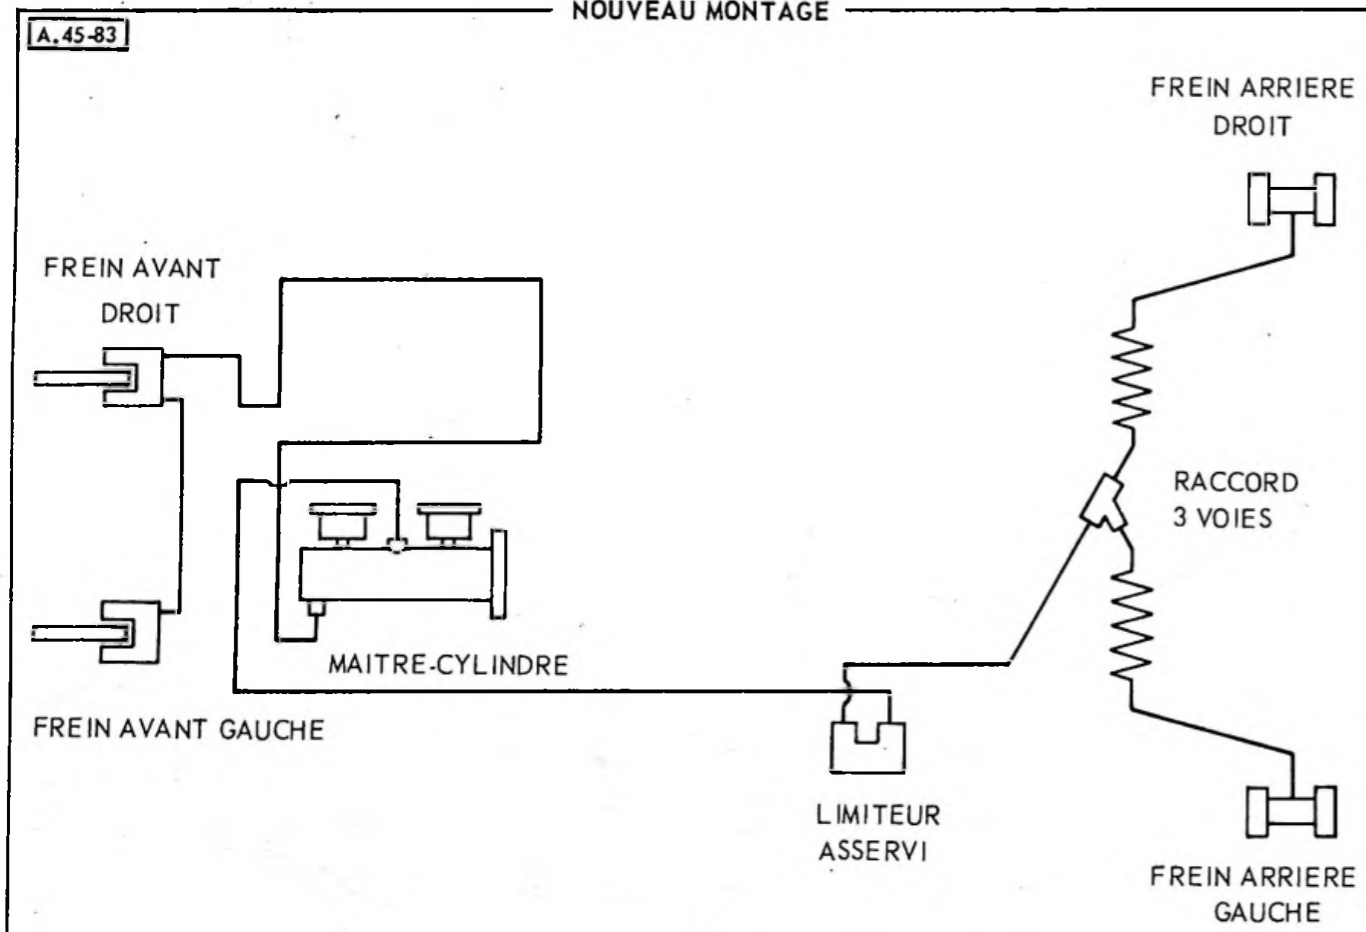 NOUVEAU MONTAGE
A.45-83
FREIN ARRIERE
DROIT
FREIN AVANT
DROIT
RACCORD
3 VOIES
MAITRE-CYLINDRE
FREIN AVANT GAUCHE
LIMITEUR
ASSERVI
FREIN ARRIERE
GAUCHE